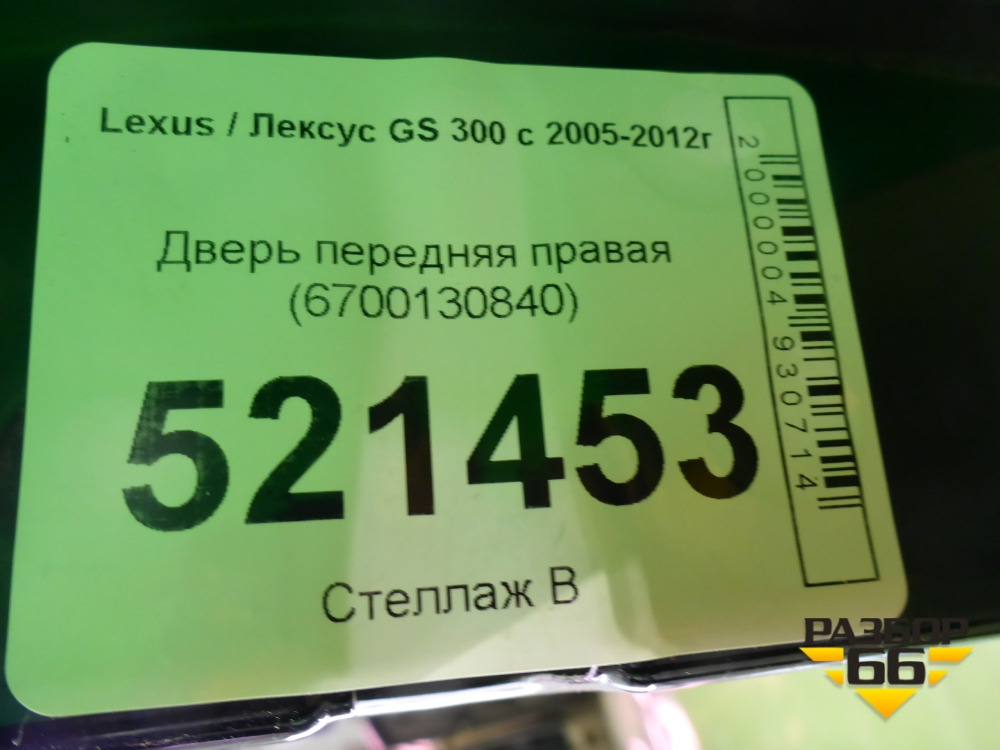 Lexus / Лексус GS 300 с 2005-2012г
Дверь передняя правая
(6700130840)
521453
Стеллаж В
2000004930714
РАЗБОР
66